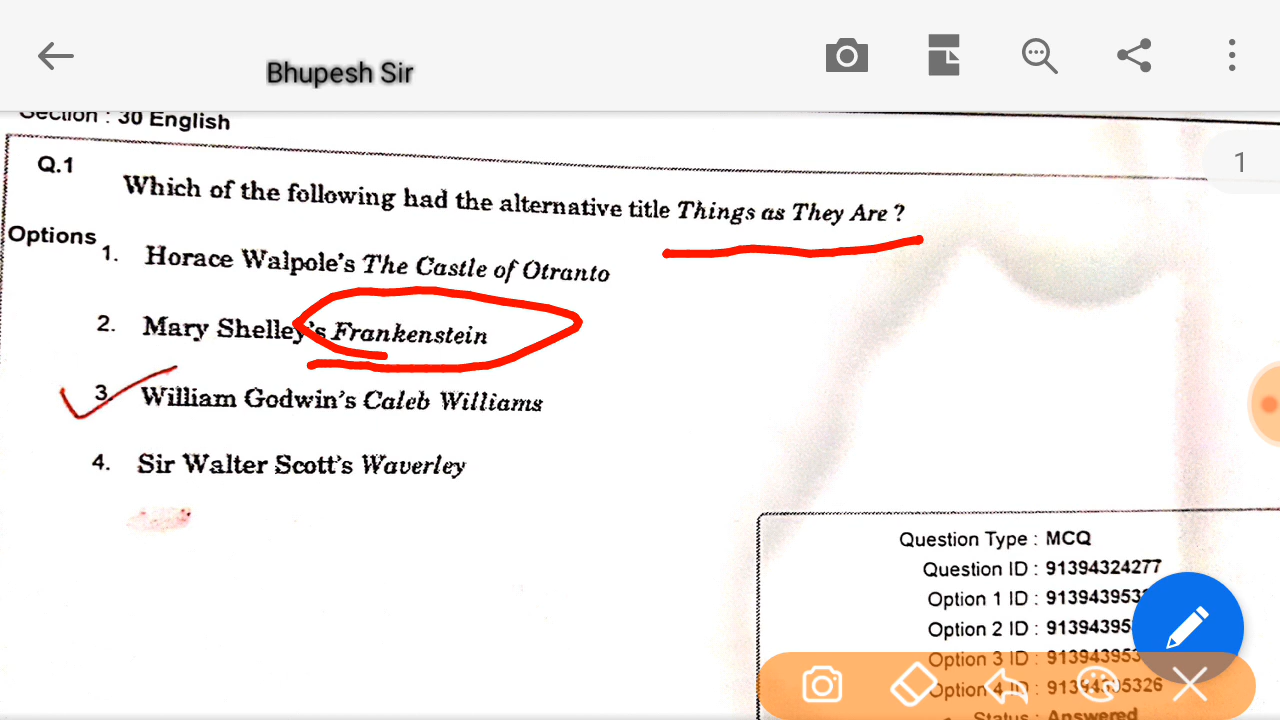 Bhupesh Sir
Section : 30 English
1
Q.1
Which of the following had the alternative title Things as They Are ?
Options
1. Horace Walpole's The Castle of Otranto
2. Mary Shelley's Frankenstein
3. William Godwin's Caleb Williams
4. Sir Walter Scott's Waverley
Question Type : MCQ
Question ID : 91394324277
Option 1 ID :
Option 2 ID :
Option 3 ID :
Option 4 ID :
Status : Answered